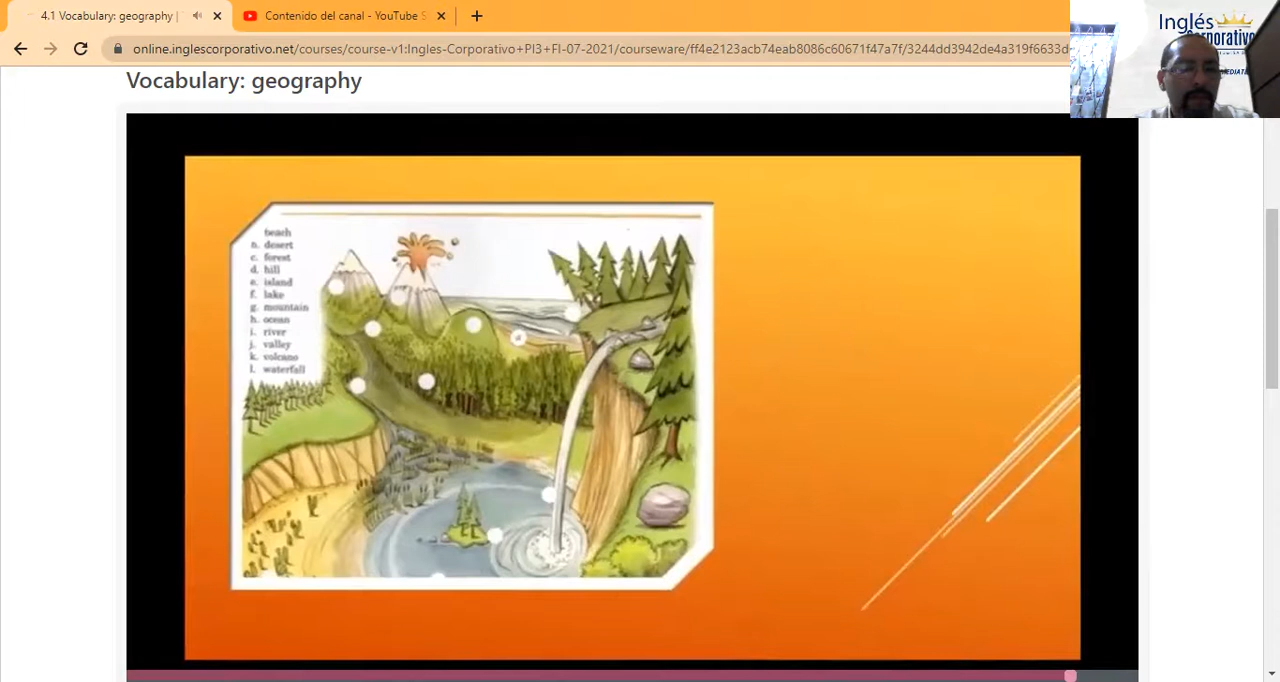 4.1 Vocabulary: geography |
Contenido del canal - YouTube S
online.inglescorporativo.net/courses/course-v1:Ingles-Corporativo+PI3+FI-07-2021/courseware/ff4e2123acb74eab8086c60671f47a7f/3244dd3942de4a319f6633d
Inglés
Corporativo
Vocabulary: geography
beach
n. desert
c. forest
d. hill
e. island
f. lake
g. mountain
h. ocean
i. river
j. valley
k. volcano
l. waterfall
a